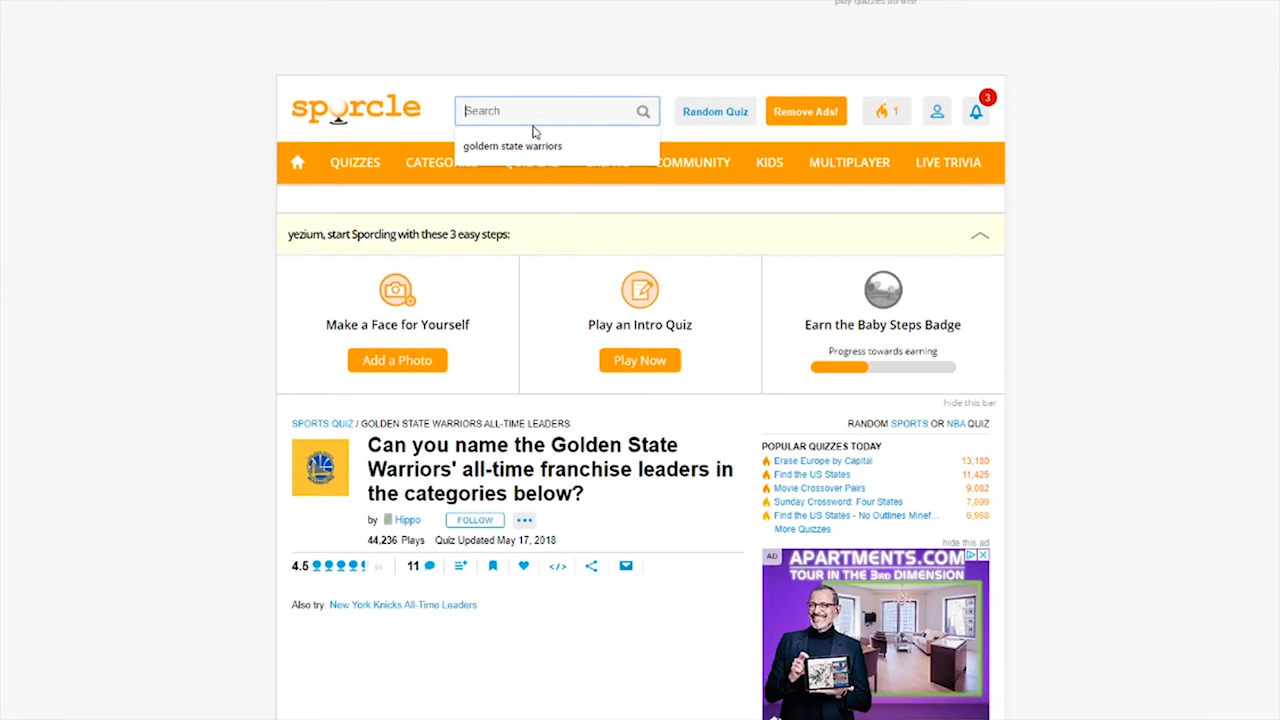 play quizzes ad-free
sporcle
Search
Random Quiz
Remove Ads!
1
3
goldern state warriors
QUIZZES
COMMUNITY
KIDS
MULTIPLAYER
LIVE TRIVIA
yezium, start Sporcling with these 3 easy steps:
Make a Face for Yourself
Add a Photo
Play an Intro Quiz
Play Now
Earn the Baby Steps Badge
Progress towards earning
hide this bar
SPORTS QUIZ / GOLDEN STATE WARRIORS ALL-TIME LEADERS
Can you name the Golden State
Warriors' all-time franchise leaders in
the categories below?
by Hippo
FOLLOW
44,236 Plays Quiz Updated May 17, 2018
4.5
11
Also try: New York Knicks All-Time Leaders
RANDOM SPORTS OR NBA QUIZ
POPULAR QUIZZES TODAY
Erase Europe by Capital 13,180
Find the US States 11,425
Movie Crossover Pairs 9,082
Sunday Crossword: Four States 7,899
Find the US States - No Outlines Minef... 6,968
More Quizzes
hide this ad
AD
APARTMENTS.COM
TOUR IN THE 3RD DIMENSION